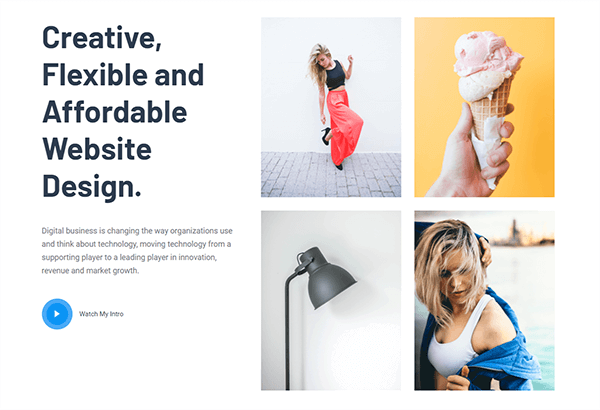 Creative,
Flexible and
Affordable
Website
Design.
Digital business is changing the way organizations use
and think about technology, moving technology from a
supporting player to a leading player in innovation,
revenue and market growth.
Watch My Intro